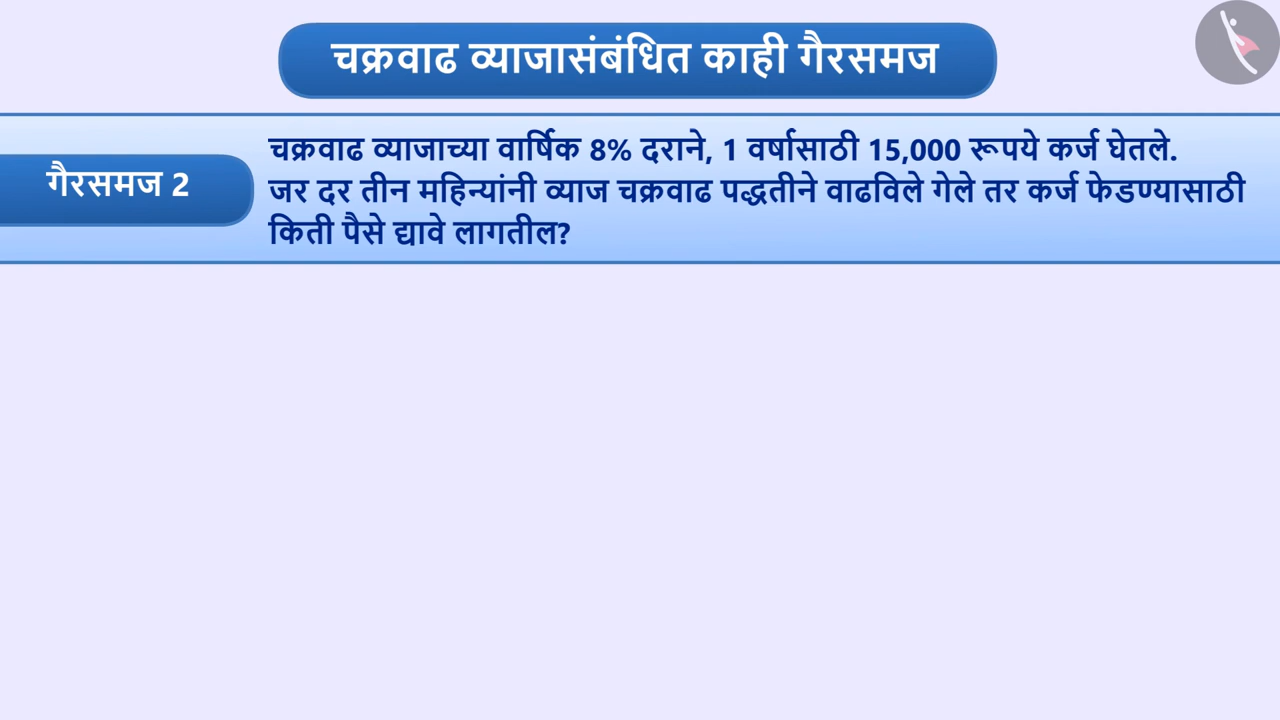 चक्रवाढ व्याजासंबंधित काही गैरसमज
गैरसमज 2
चक्रवाढ व्याजाच्या वार्षिक 8% दराने, 1 वर्षासाठी 15,000 रूपये कर्ज घेतले.
जर दर तीन महिन्यांनी व्याज चक्रवाढ पद्धतीने वाढविले गेले तर कर्ज फेडण्यासाठी
किती पैसे द्यावे लागतील?